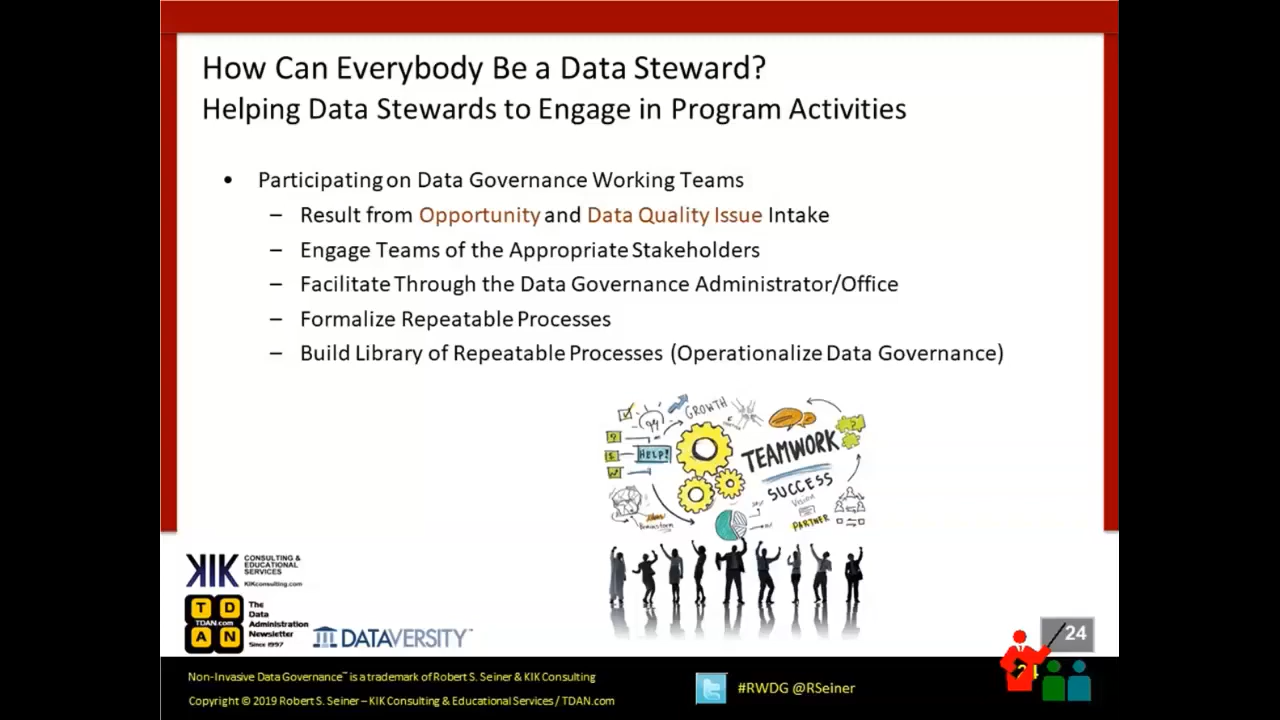 How Can Everybody Be a Data Steward?
Helping Data Stewards to Engage in Program Activities
• Participating on Data Governance Working Teams
– Result from Opportunity and Data Quality Issue Intake
– Engage Teams of the Appropriate Stakeholders
– Facilitate Through the Data Governance Administrator/Office
– Formalize Repeatable Processes
– Build Library of Repeatable Processes (Operationalize Data Governance)
GROWTH
HELP!
TEAMWORK
SUCCESS
Vision
PARTNER
Brainstorm
KIK CONSULTING &
EDUCATIONAL
SERVICES
KIKconsulting.com
T D
TDAN.com
A N
The
Data
Administration
Newsletter
Since 1997
DATAVERSITY
24
Non-Invasive Data Governance™ is a trademark of Robert S. Seiner & KIK Consulting
Copyright © 2019 Robert S. Seiner – KIK Consulting & Educational Services / TDAN.com
#RWDG @RSeiner